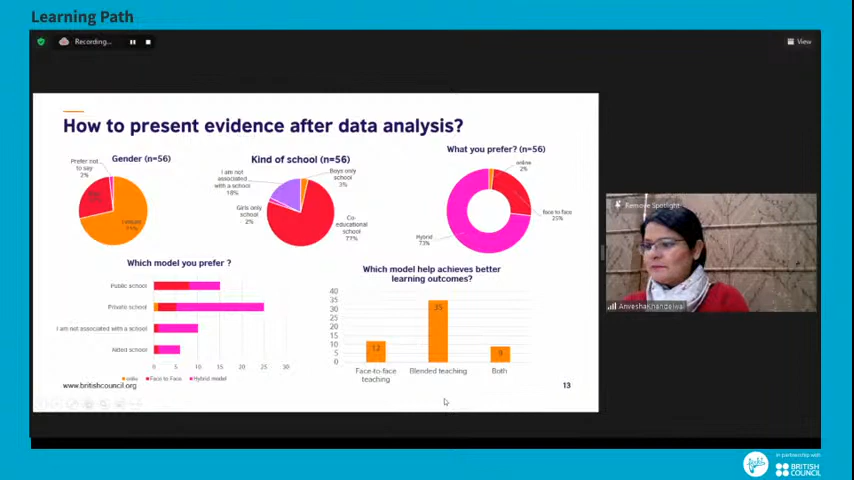 Learning Path
Recording...
View
How to present evidence after data analysis?
Gender (n=56)
Prefer not
to say
2%
Kind of school (n=56)
I am not
associated
with a school
18%
Boys only
school
3%
Girls only
school
2%
Co-
educational
school
77%
What you prefer? (n=56)
online
2%
face to face
25%
Hybrid
73%
Which model you prefer ?
Public school
Private school
I am not associated with a school
Aided school
0 5 10 15 20 25 30
Face to Face Hybrid model
Which model help achieves better
learning outcomes?
40
35
30
25
20
15
10
5
0
12
35
9
Face-to-face
teaching
Blended teaching
Both
www.britishcouncil.org
13
Remove Spotlight
AnveshaKhandelwal
in partnership with
BRITISH
COUNCIL